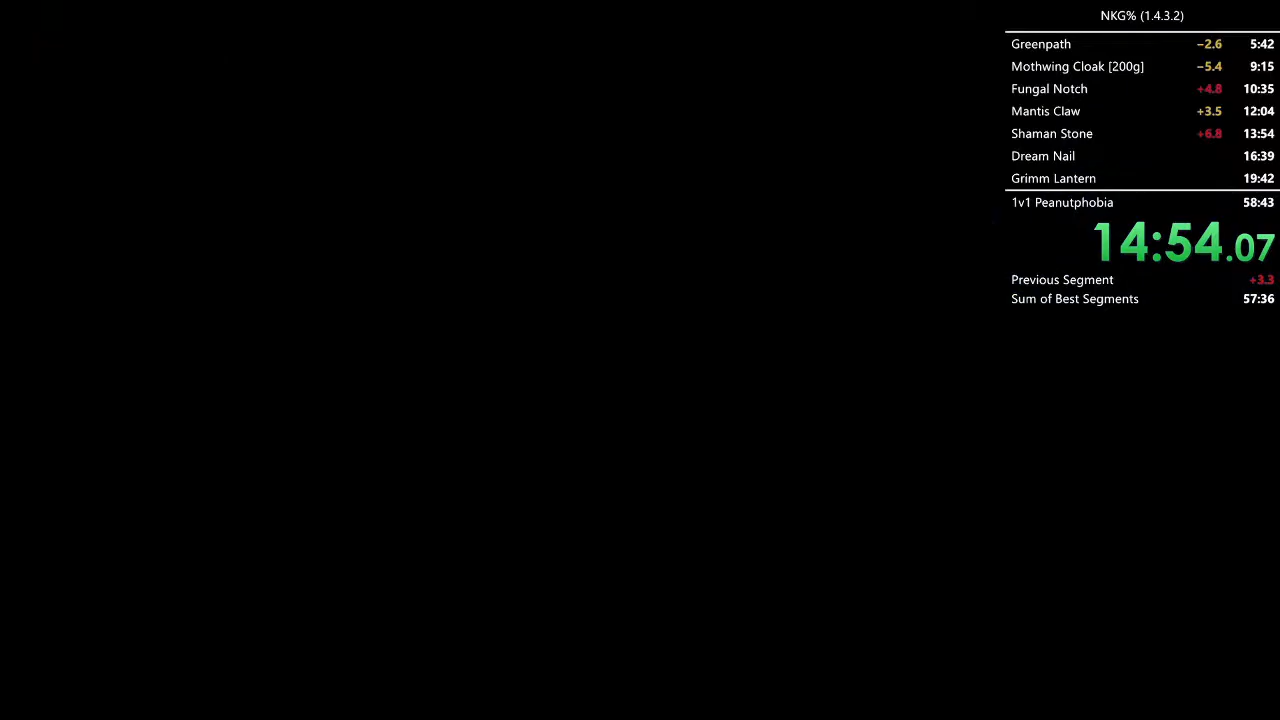 NKG% (1.4.3.2)
Greenpath −2.6 5:42
Mothwing Cloak [200g] −5.4 9:15
Fungal Notch +4.8 10:35
Mantis Claw +3.5 12:04
Shaman Stone +6.8 13:54
Dream Nail 16:39
Grimm Lantern 19:42
1v1 Peanutphobia 58:43
14:54.07
Previous Segment +3.3
Sum of Best Segments 57:36